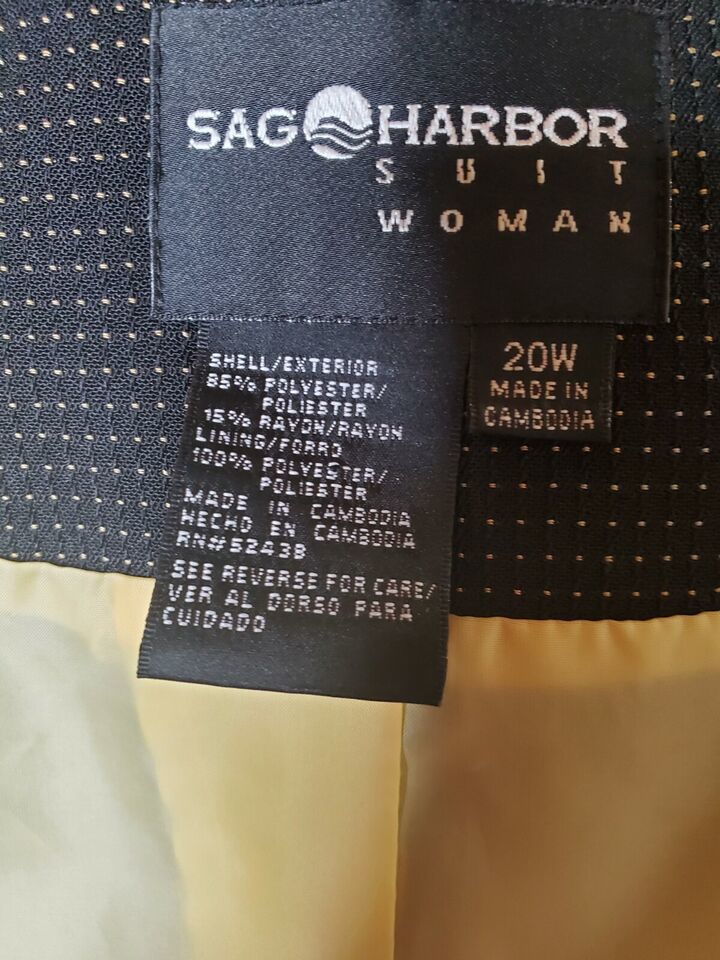 SAG HARBOR
SUIT
WOMAN
20W
MADE IN
CAMBODIA
SHELL/EXTERIOR
85% POLYESTER/
POLIESTER
15% RAYON/RAYON
LINING/FORRO
100% POLYESTER/
POLIESTER
MADE IN CAMBODIA
HECHO EN CAMBODIA
RN#52438
SEE REVERSE FOR CARE/
VER AL DORSO PARA
CUIDADO